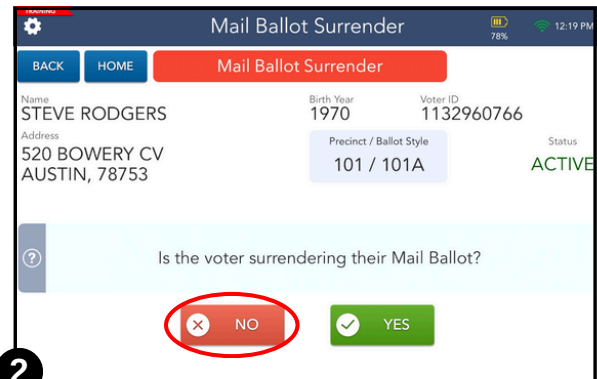 TRAINING
Mail Ballot Surrender
78%
12:19 PM
BACK
HOME
Mail Ballot Surrender
Name
STEVE RODGERS
Birth Year
1970
Voter ID
1132960766
Address
520 BOWERY CV
AUSTIN, 78753
Precinct / Ballot Style
101 / 101A
Status
ACTIVE
?
Is the voter surrendering their Mail Ballot?
NO
YES
2